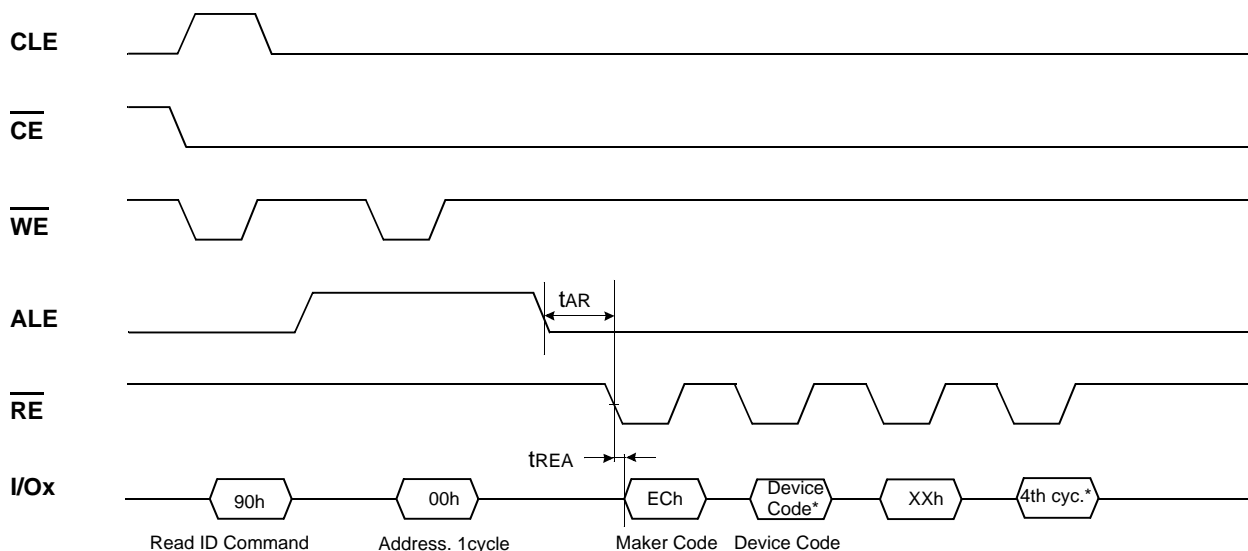 CLE
CE
WE
ALE
tAR
RE
tREA
I/Ox
90h
00h
ECh
Device
Code*
XXh
4th cyc.*
Read ID Command
Address. 1cycle
Maker Code
Device Code